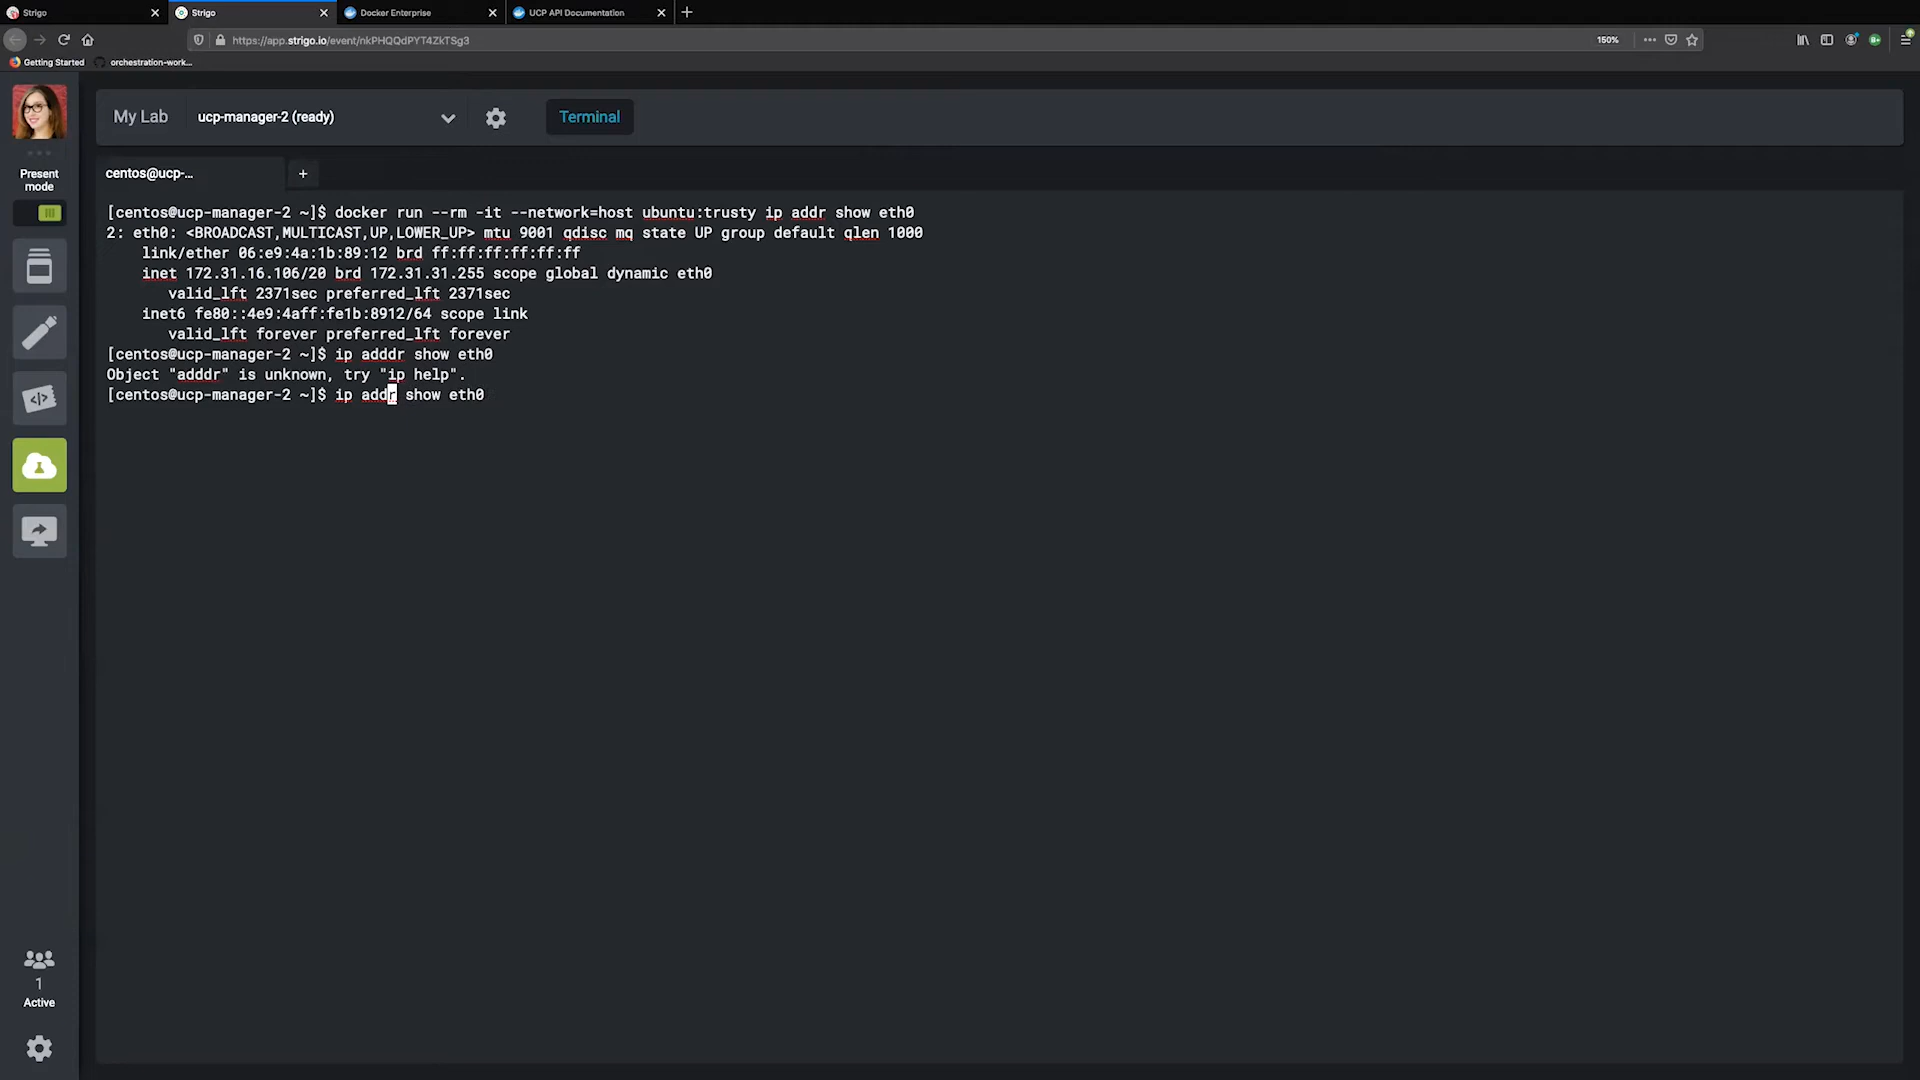 Strigo
Strigo
Docker Enterprise
UCP API Documentation
https://app.strigo.io/event/nkPHQQdPYT4ZkTSg3
150%
Getting Started
orchestration-work...
My Lab
ucp-manager-2 (ready)
Terminal
Present
mode
centos@ucp-...
+
[centos@ucp-manager-2 ~]$ docker run --rm -it --network=host ubuntu:trusty ip addr show eth0
2: eth0: <BROADCAST,MULTICAST,UP,LOWER_UP> mtu 9001 qdisc mq state UP group default qlen 1000
link/ether 06:e9:4a:1b:89:12 brd ff:ff:ff:ff:ff:ff
inet 172.31.16.106/20 brd 172.31.31.255 scope global dynamic eth0
valid_lft 2371sec preferred_lft 2371sec
inet6 fe80::4e9:4aff:fe1b:8912/64 scope link
valid_lft forever preferred_lft forever
[centos@ucp-manager-2 ~]$ ip adddr show eth0
Object "adddr" is unknown, try "ip help".
[centos@ucp-manager-2 ~]$ ip addr show eth0
1
Active